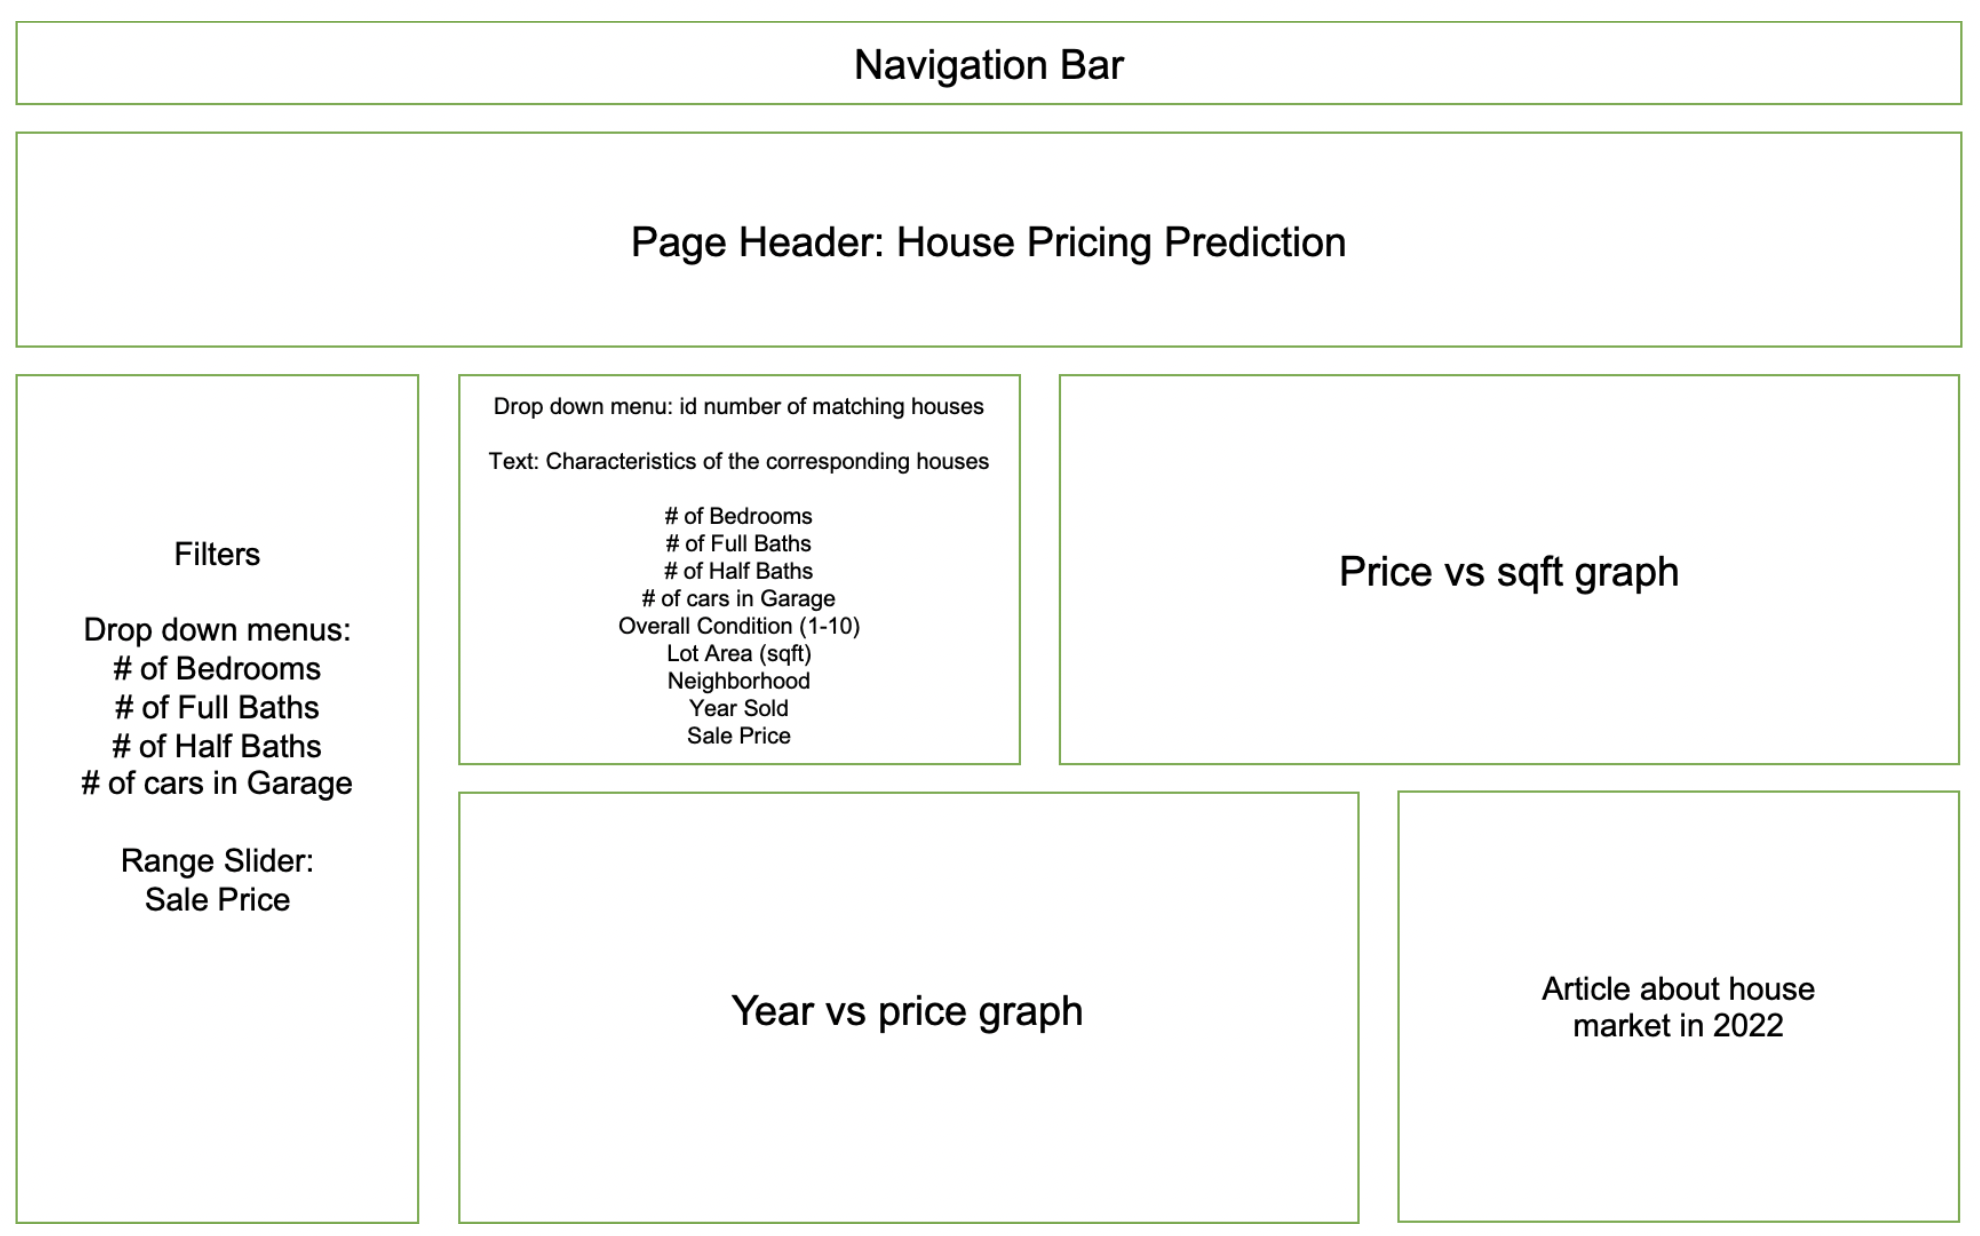 Navigation Bar
Page Header: House Pricing Prediction
Filters
Drop down menus:
# of Bedrooms
# of Full Baths
# of Half Baths
# of cars in Garage
Range Slider:
Sale Price
Drop down menu: id number of matching houses
Text: Characteristics of the corresponding houses
# of Bedrooms
# of Full Baths
# of Half Baths
# of cars in Garage
Overall Condition (1-10)
Lot Area (sqft)
Neighborhood
Year Sold
Sale Price
Price vs sqft graph
Year vs price graph
Article about house
market in 2022